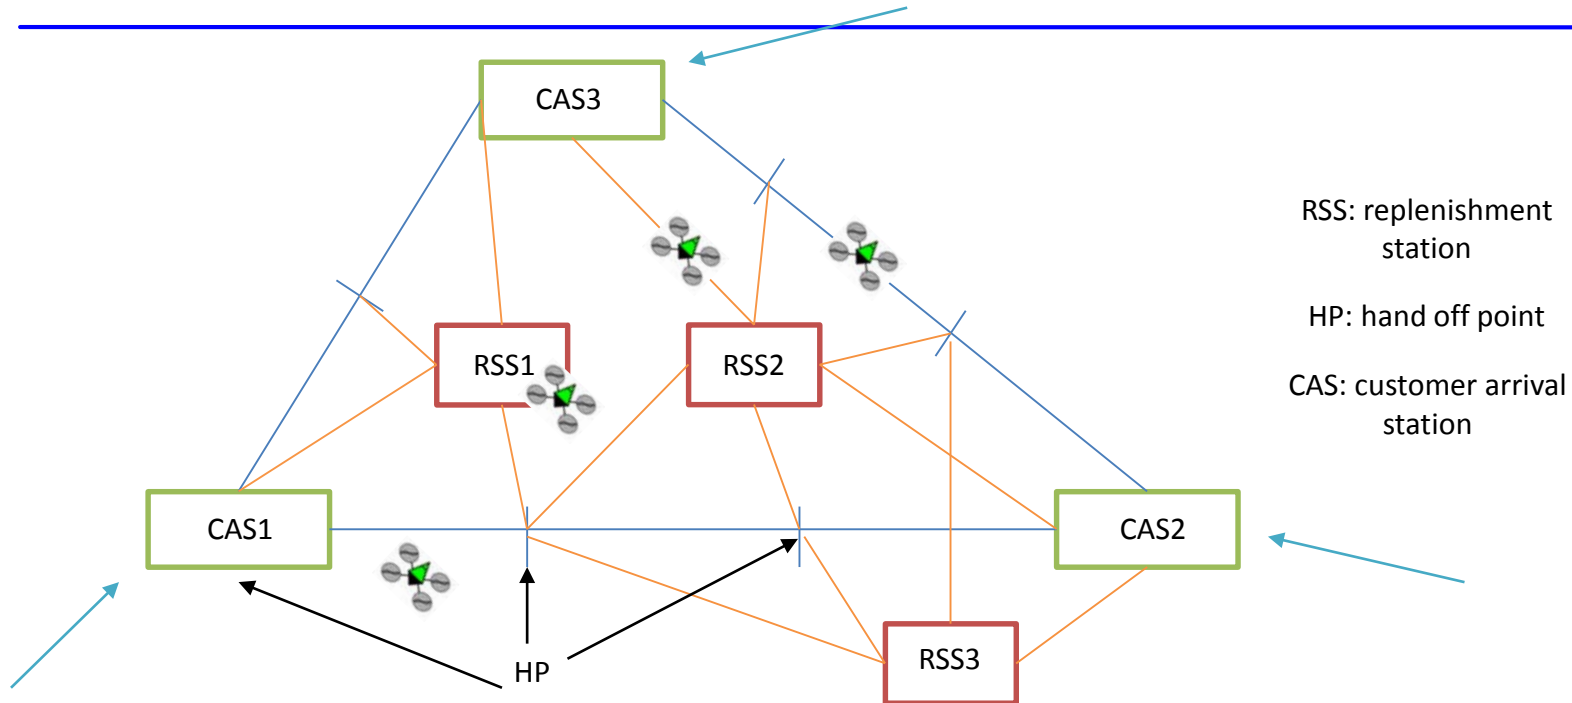 CAS3
RSS: replenishment
station
HP: hand off point
RSS1
RSS2
CAS: customer arrival
station
CAS1
CAS2
HP
RSS3